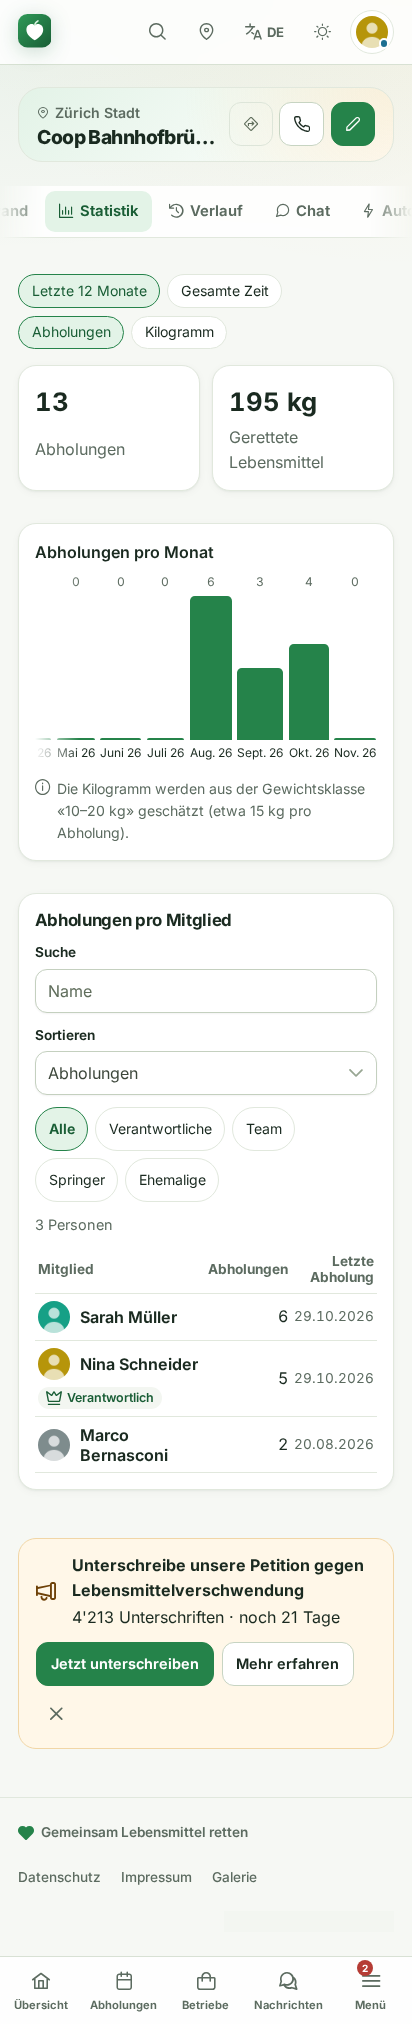 DE
Zürich Stadt
Coop Bahnhofbrü…
and
Statistik
Verlauf
Chat
Auto
Letzte 12 Monate
Gesamte Zeit
Abholungen
Kilogramm
13
Abholungen
195 kg
Gerettete
Lebensmittel
Abholungen pro Monat
0 0 0 6 3 4 0
26 Mai 26 Juni 26 Juli 26 Aug. 26 Sept. 26 Okt. 26 Nov. 26
Die Kilogramm werden aus der Gewichtsklasse
«10–20 kg» geschätzt (etwa 15 kg pro
Abholung).
Abholungen pro Mitglied
Suche
Name
Sortieren
Abholungen
Alle
Verantwortliche
Team
Springer
Ehemalige
3 Personen
Mitglied
Abholungen
Letzte
Abholung
Sarah Müller 6 29.10.2026
Nina Schneider
Verantwortlich
5 29.10.2026
Marco
Bernasconi
2 20.08.2026
Unterschreibe unsere Petition gegen
Lebensmittelverschwendung
4'213 Unterschriften · noch 21 Tage
Jetzt unterschreiben
Mehr erfahren
Gemeinsam Lebensmittel retten
Datenschutz
Impressum
Galerie
2
Übersicht
Abholungen
Betriebe
Nachrichten
Menü